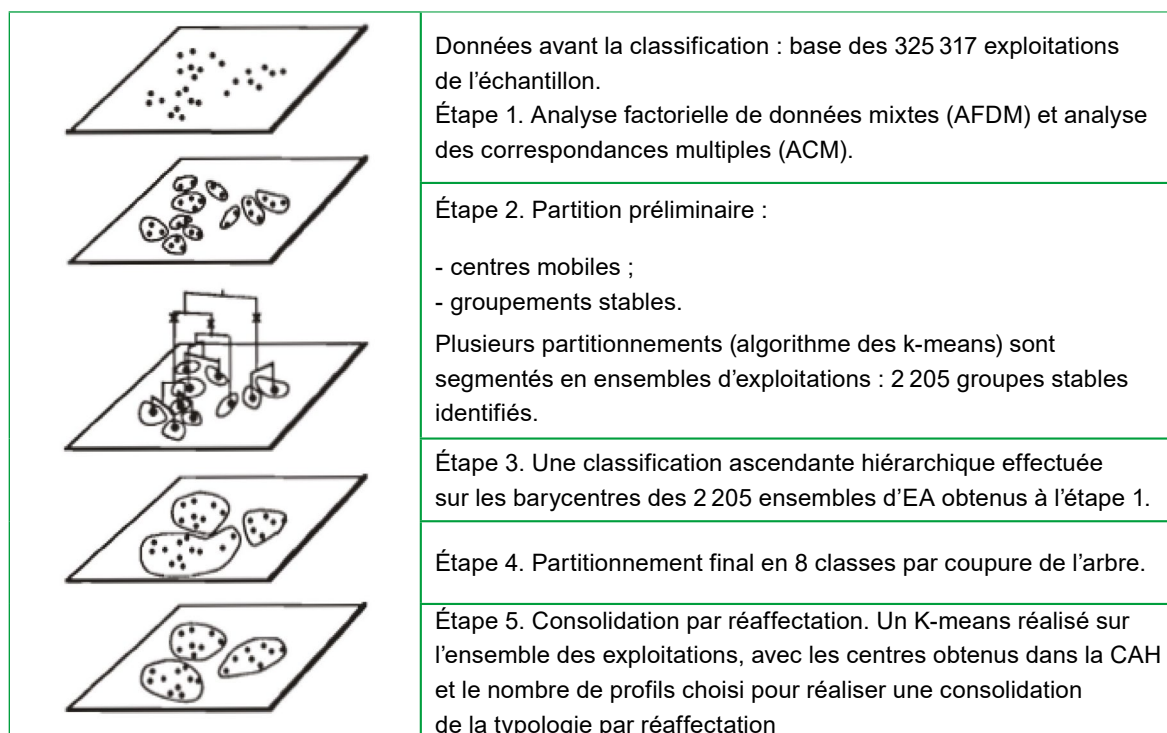 Données avant la classification : base des 325 317 exploitations
de l’échantillon.
Étape 1. Analyse factorielle de données mixtes (AFDM) et analyse
des correspondances multiples (ACM).
Étape 2. Partition préliminaire :
- centres mobiles ;
- groupements stables.
Plusieurs partitionnements (algorithme des k-means) sont
segmentés en ensembles d’exploitations : 2 205 groupes stables
identifiés.
Étape 3. Une classification ascendante hiérarchique effectuée
sur les barycentres des 2 205 ensembles d’EA obtenus à l’étape 1.
Étape 4. Partitionnement final en 8 classes par coupure de l’arbre.
Étape 5. Consolidation par réaffectation. Un K-means réalisé sur
l’ensemble des exploitations, avec les centres obtenus dans la CAH
et le nombre de profils choisi pour réaliser une consolidation
de la typologie par réaffectation